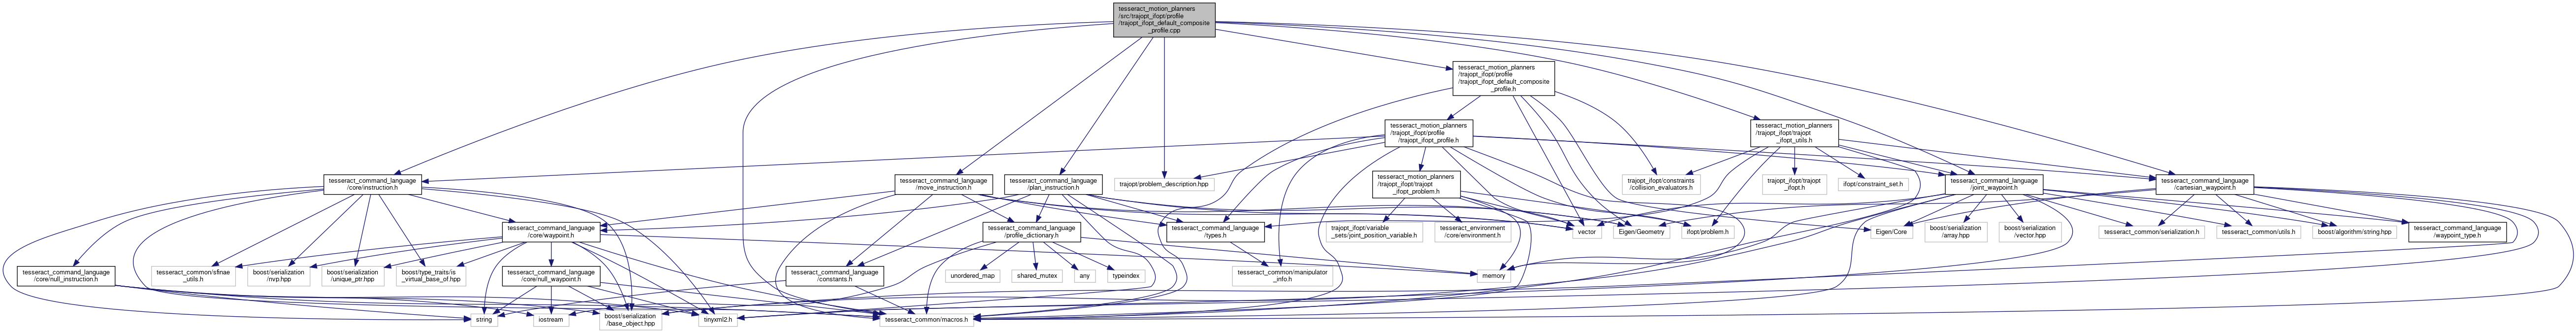 tesseract_motion_planners
/src/trajopt_ifopt/profile
/trajopt_ifopt_default_composite
_profile.cpp
tesseract_motion_planners
/trajopt_ifopt/profile
/trajopt_ifopt_default_composite
_profile.h
tesseract_motion_planners
/trajopt_ifopt/profile
/trajopt_ifopt_profile.h
tesseract_motion_planners
/trajopt_ifopt/trajopt
_ifopt_utils.h
tesseract_command_language
/core/instruction.h
tesseract_command_language
/move_instruction.h
tesseract_command_language
/plan_instruction.h
trajopt/problem_description.hpp
tesseract_motion_planners
/trajopt_ifopt/trajopt
_ifopt_problem.h
trajopt_ifopt/constraints
/collision_evaluators.h
trajopt_ifopt/trajopt
_ifopt.h
ifopt/constraint_set.h
tesseract_command_language
/joint_waypoint.h
tesseract_command_language
/cartesian_waypoint.h
tesseract_command_language
/core/waypoint.h
tesseract_command_language
/profile_dictionary.h
tesseract_command_language
/types.h
trajopt_ifopt/variable
_sets/joint_position_variable.h
tesseract_environment
/core/environment.h
vector
Eigen/Geometry
ifopt/problem.h
Eigen/Core
boost/serialization
/array.hpp
boost/serialization
/vector.hpp
tesseract_common/serialization.h
tesseract_common/utils.h
boost/algorithm/string.hpp
tesseract_command_language
/waypoint_type.h
tesseract_command_language
/core/null_instruction.h
tesseract_common/sfinae
_utils.h
boost/serialization
/nvp.hpp
boost/serialization
/unique_ptr.hpp
boost/type_traits/is
_virtual_base_of.hpp
tesseract_command_language
/core/null_waypoint.h
tesseract_command_language
/constants.h
unordered_map
shared_mutex
any
typeindex
tesseract_common/manipulator
_info.h
memory
string
iostream
boost/serialization
/base_object.hpp
tinyxml2.h
tesseract_common/macros.h